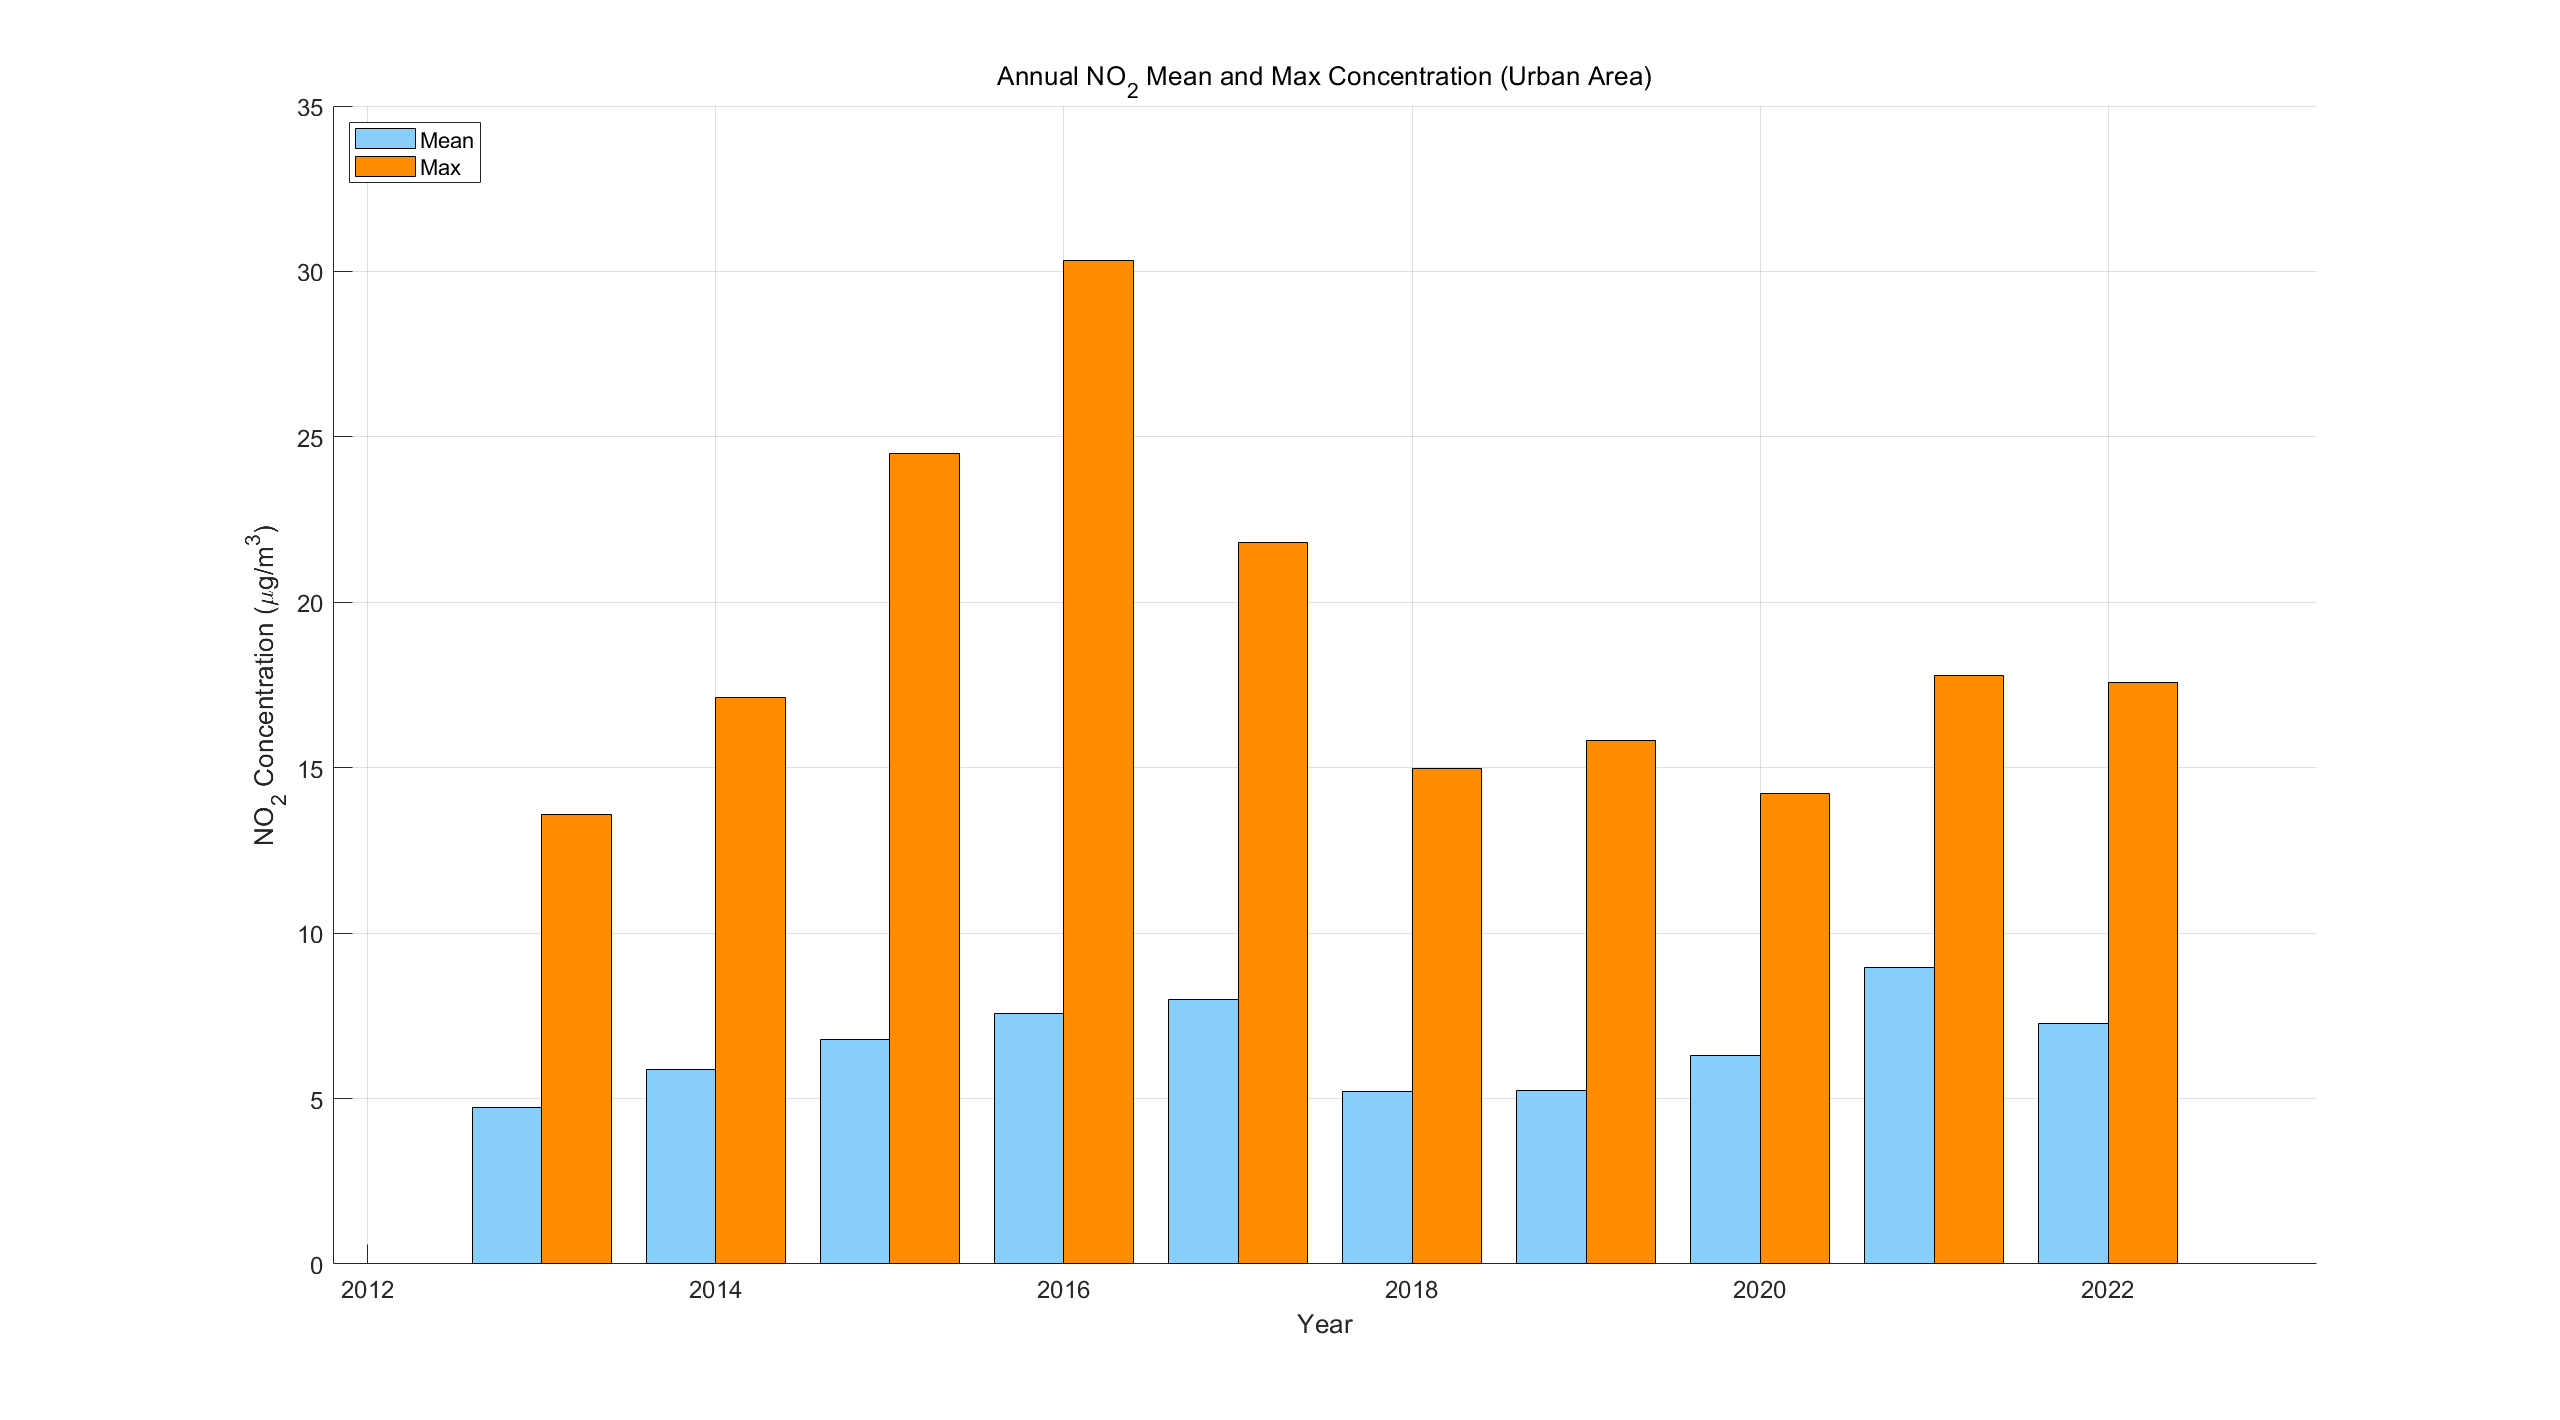 Annual NO2 Mean and Max Concentration (Urban Area)
Mean
Max
NO2 Concentration (μg/m3)
35
30
25
20
15
10
5
0
2012 2014 2016 2018 2020 2022
Year